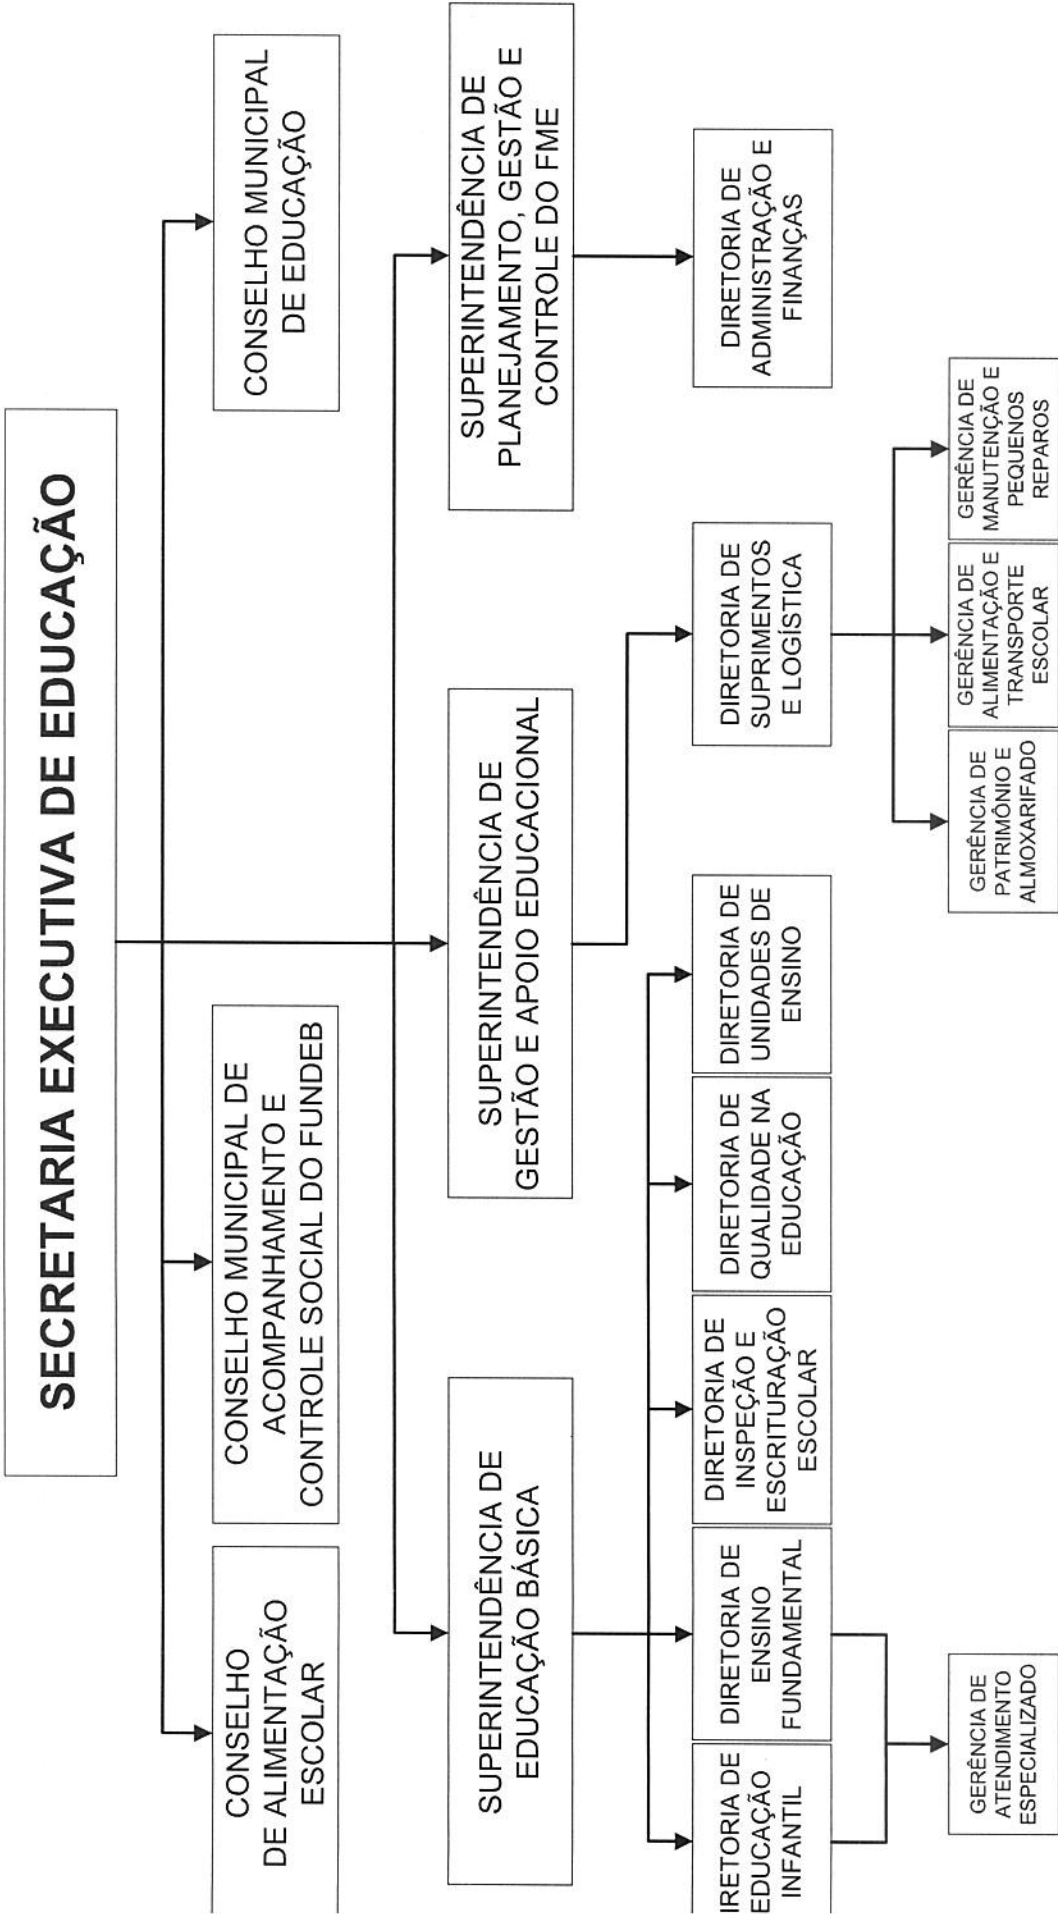 SECRETARIA EXECUTIVA DE EDUCAÇÃO
CONSELHO
DE ALIMENTAÇÃO
ESCOLAR
CONSELHO MUNICIPAL DE
ACOMPANHAMENTO E
CONTROLE SOCIAL DO FUNDEB
CONSELHO MUNICIPAL
DE EDUCAÇÃO
SUPERINTENDÊNCIA DE
EDUCAÇÃO BÁSICA
SUPERINTENDÊNCIA DE
GESTÃO E APOIO EDUCACIONAL
SUPERINTENDÊNCIA DE
PLANEJAMENTO, GESTÃO E
CONTROLE DO FME
IRETORIA DE
EDUCAÇÃO
INFANTIL
DIRETORIA DE
ENSINO
FUNDAMENTAL
DIRETORIA DE
INSPEÇÃO E
ESCRITURAÇÃO
ESCOLAR
DIRETORIA DE
QUALIDADE NA
EDUCAÇÃO
DIRETORIA DE
UNIDADES DE
ENSINO
DIRETORIA DE
SUPRIMENTOS
E LOGÍSTICA
DIRETORIA DE
ADMINISTRAÇÃO E
FINANÇAS
GERÊNCIA DE
ATENDIMENTO
ESPECIALIZADO
GERÊNCIA DE
PATRIMÔNIO E
ALMOXARIFADO
GERÊNCIA DE
ALIMENTAÇÃO E
TRANSPORTE
ESCOLAR
GERÊNCIA DE
MANUTENÇÃO E
PEQUENOS
REPAROS